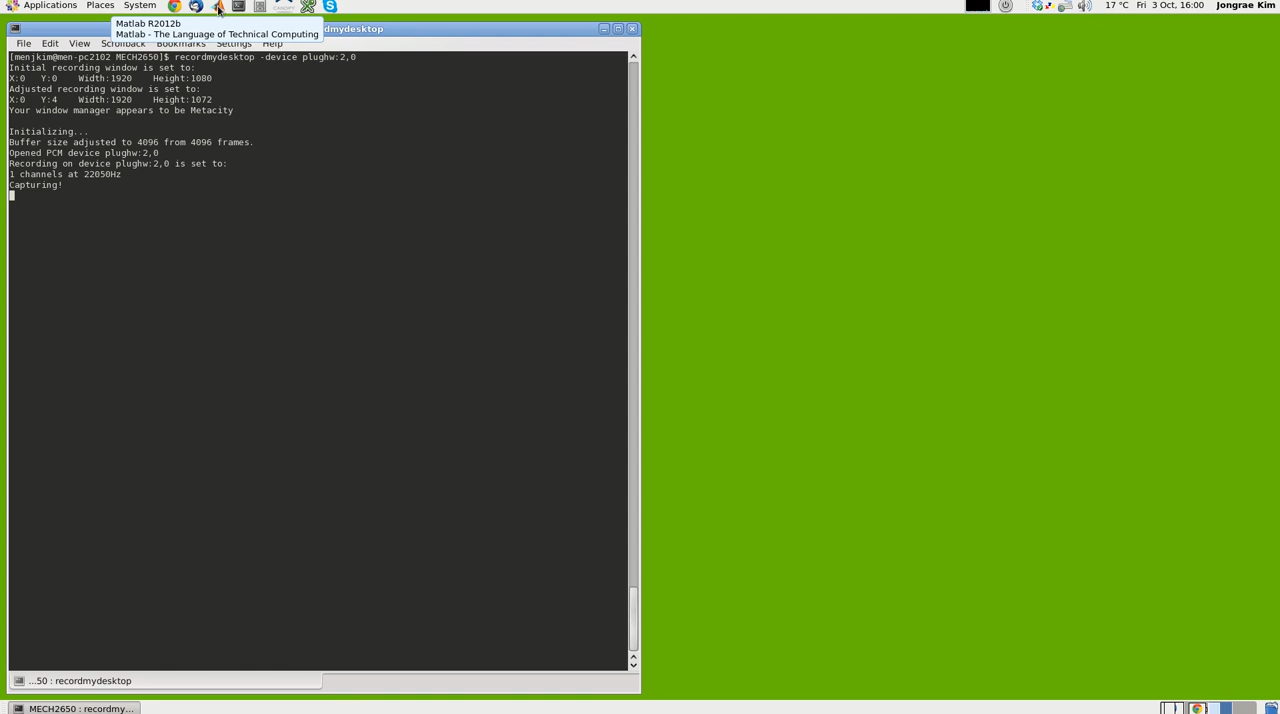 Applications Places System
17 °C Fri 3 Oct, 16:00 Jongrae Kim
Matlab R2012b
Matlab - The Language of Technical Computing
dmydesktop
File Edit View Scrollback Bookmarks Settings Help
[menjkim@men-pc2102 MECH2650]$ recordmydesktop -device plughw:2,0
Initial recording window is set to:
X:0 Y:0 Width:1920 Height:1080
Adjusted recording window is set to:
X:0 Y:4 Width:1920 Height:1072
Your window manager appears to be Metacity
Initializing...
Buffer size adjusted to 4096 from 4096 frames.
Opened PCM device plughw:2,0
Recording on device plughw:2,0 is set to:
1 channels at 22050Hz
Capturing!
...50 : recordmydesktop
MECH2650 : recordmy...